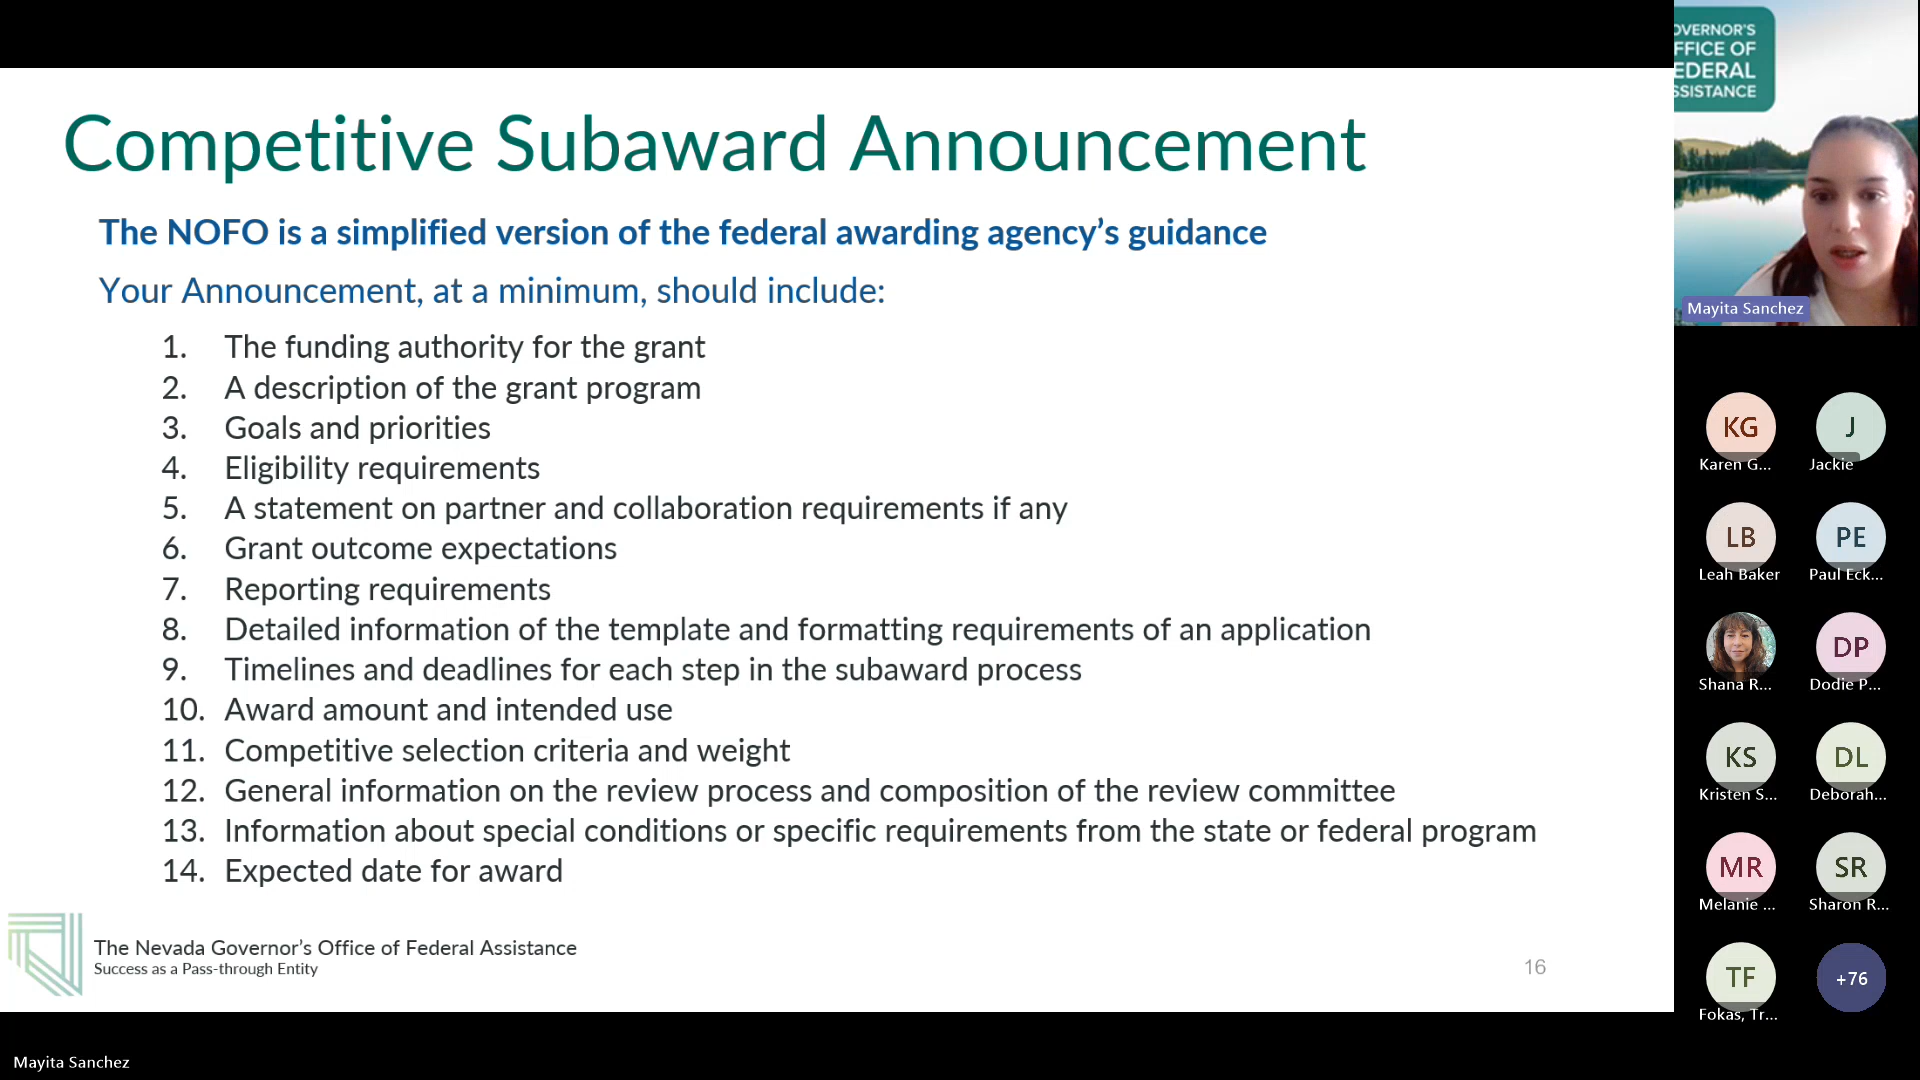 Competitive Subaward Announcement
The NOFO is a simplified version of the federal awarding agency’s guidance
Your Announcement, at a minimum, should include:
1. The funding authority for the grant
2. A description of the grant program
3. Goals and priorities
4. Eligibility requirements
5. A statement on partner and collaboration requirements if any
6. Grant outcome expectations
7. Reporting requirements
8. Detailed information of the template and formatting requirements of an application
9. Timelines and deadlines for each step in the subaward process
10. Award amount and intended use
11. Competitive selection criteria and weight
12. General information on the review process and composition of the review committee
13. Information about special conditions or specific requirements from the state or federal program
14. Expected date for award
The Nevada Governor’s Office of Federal Assistance
Success as a Pass-through Entity
16
Mayita Sanchez
OVERNOR'S
FFICE OF
EDERAL
SSISTANCE
Mayita Sanchez
KG
Karen G...
J
Jackie
LB
Leah Baker
PE
Paul Eck...
Shana R...
DP
Dodie P...
KS
Kristen S...
DL
Deborah...
MR
Melanie ...
SR
Sharon R...
TF
Fokas, Tr...
+76